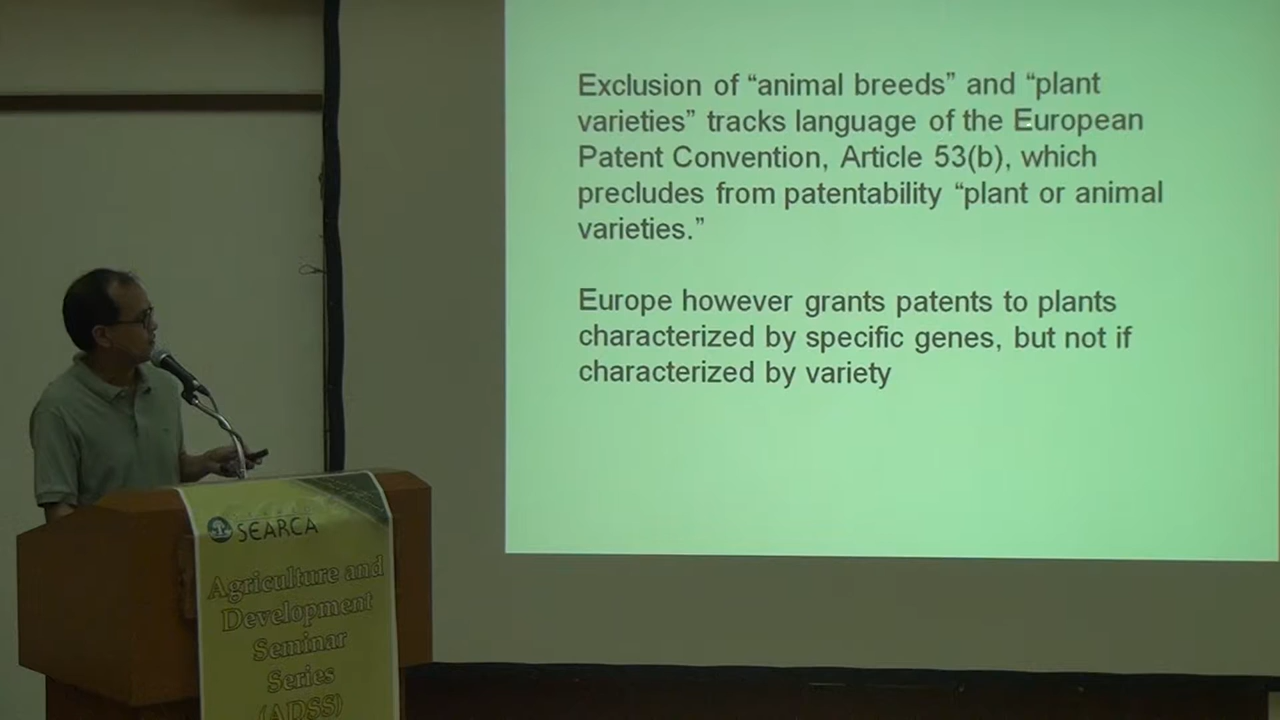 Exclusion of “animal breeds” and “plant
varieties” tracks language of the European
Patent Convention, Article 53(b), which
precludes from patentability “plant or animal
varieties.”
Europe however grants patents to plants
characterized by specific genes, but not if
characterized by variety
SEARCA
Agriculture and
Development
Seminar
Series
(ADSS)